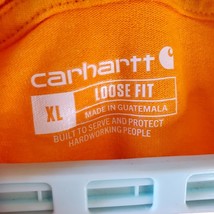 carhartt
XL
LOOSE FIT
MADE IN GUATEMALA
BUILT TO SERVE AND PROTECT
HARDWORKING PEOPLE